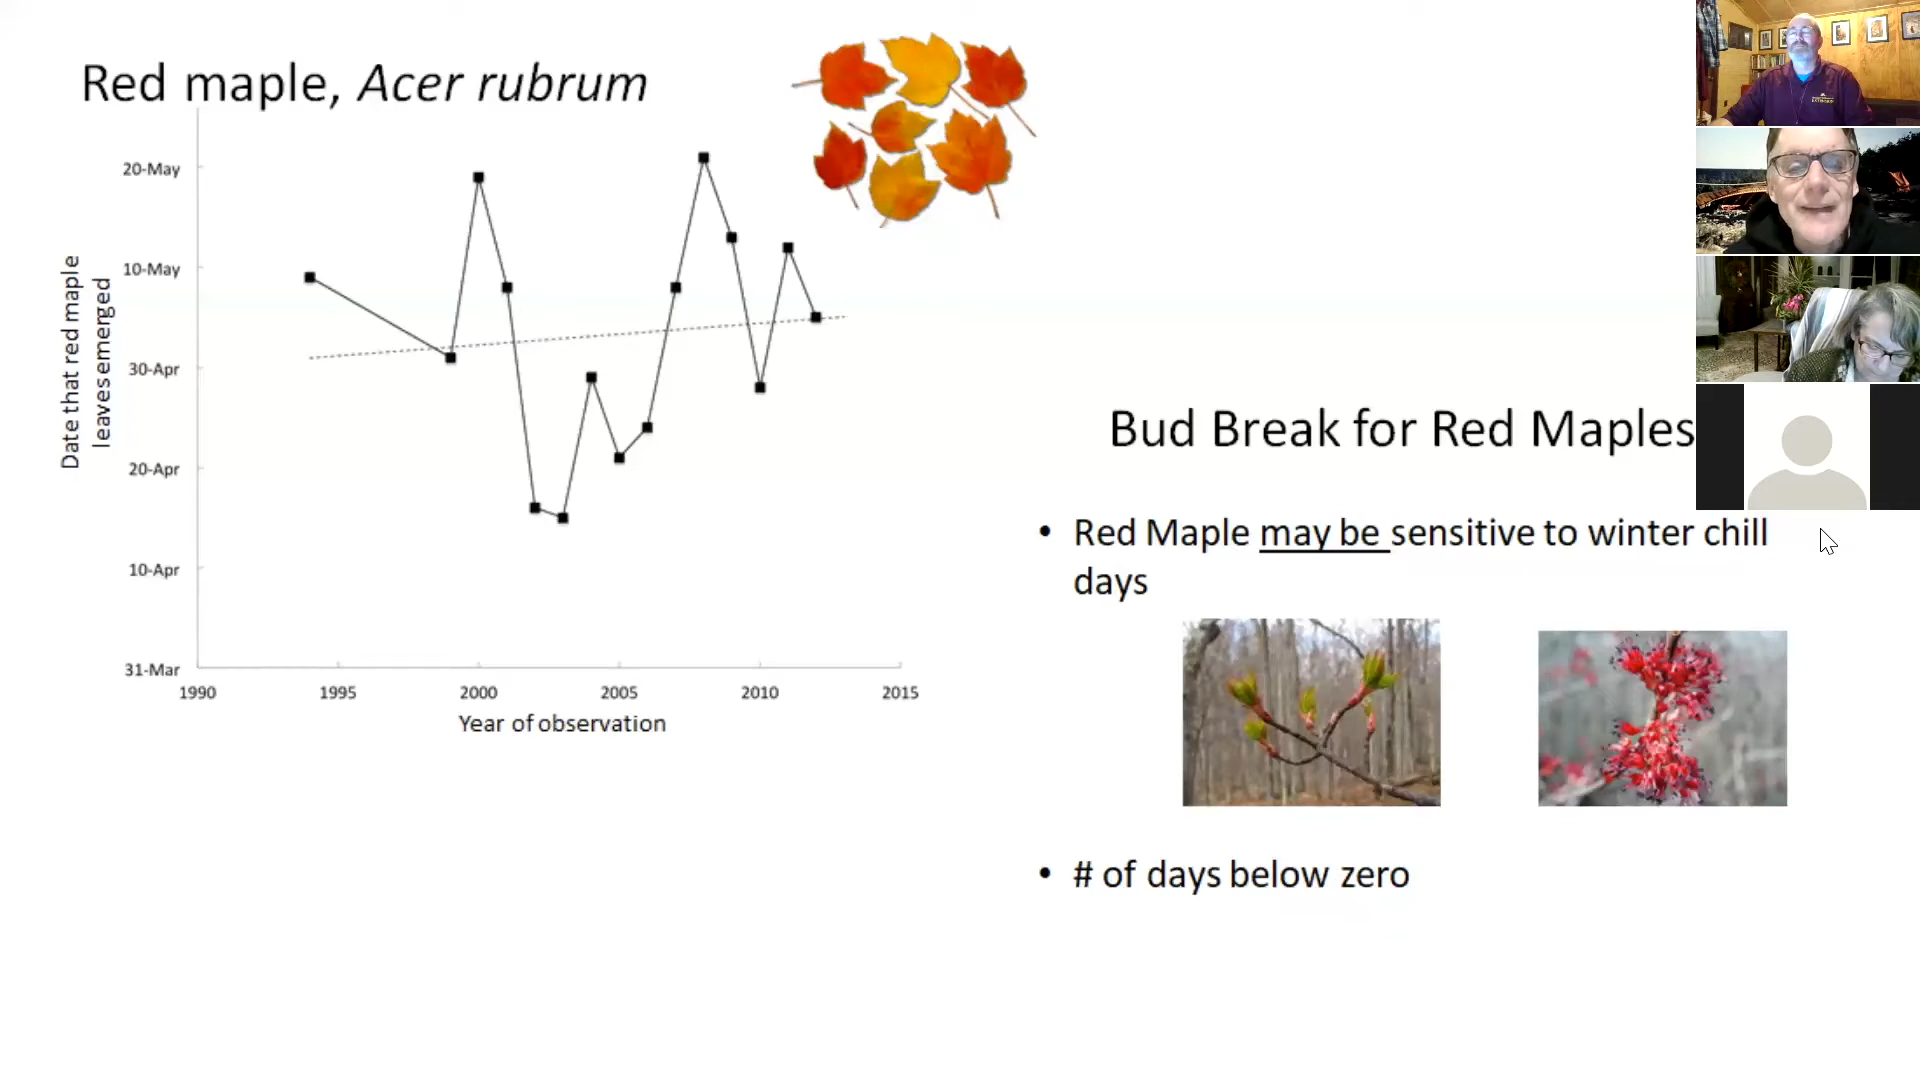 Red maple, Acer rubrum
20-May
10-May
30-Apr
20-Apr
10-Apr
31-Mar
Date that red maple
leaves emerged
1990 1995 2000 2005 2010 2015
Year of observation
Bud Break for Red Maples
• Red Maple may be sensitive to winter chill
days
• # of days below zero